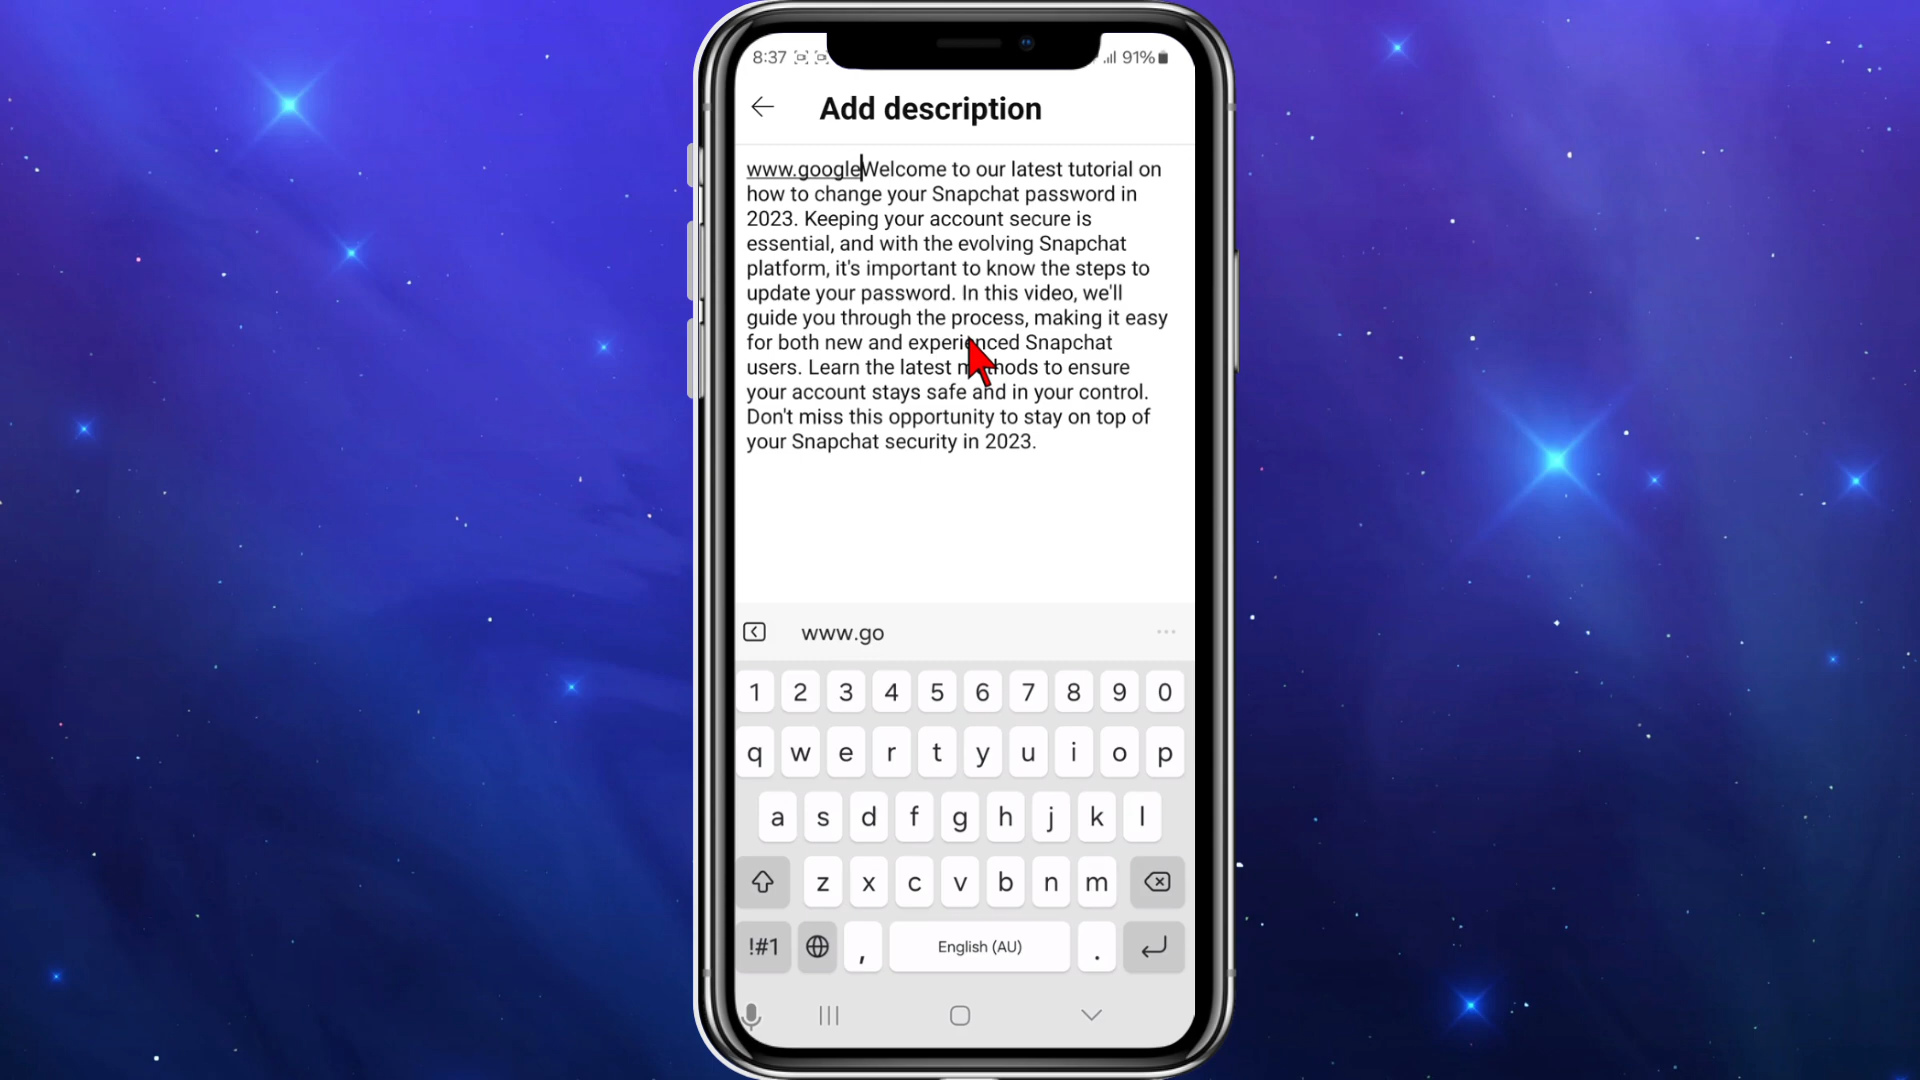 8:37
91%
Add description
www.googleWelcome to our latest tutorial on
how to change your Snapchat password in
2023. Keeping your account secure is
essential, and with the evolving Snapchat
platform, it's important to know the steps to
update your password. In this video, we'll
guide you through the process, making it easy
for both new and experienced Snapchat
users. Learn the latest methods to ensure
your account stays safe and in your control.
Don't miss this opportunity to stay on top of
your Snapchat security in 2023.
www.go
1 2 3 4 5 6 7 8 9 0
q w e r t y u i o p
a s d f g h j k l
z x c v b n m
!#1 , English (AU) .